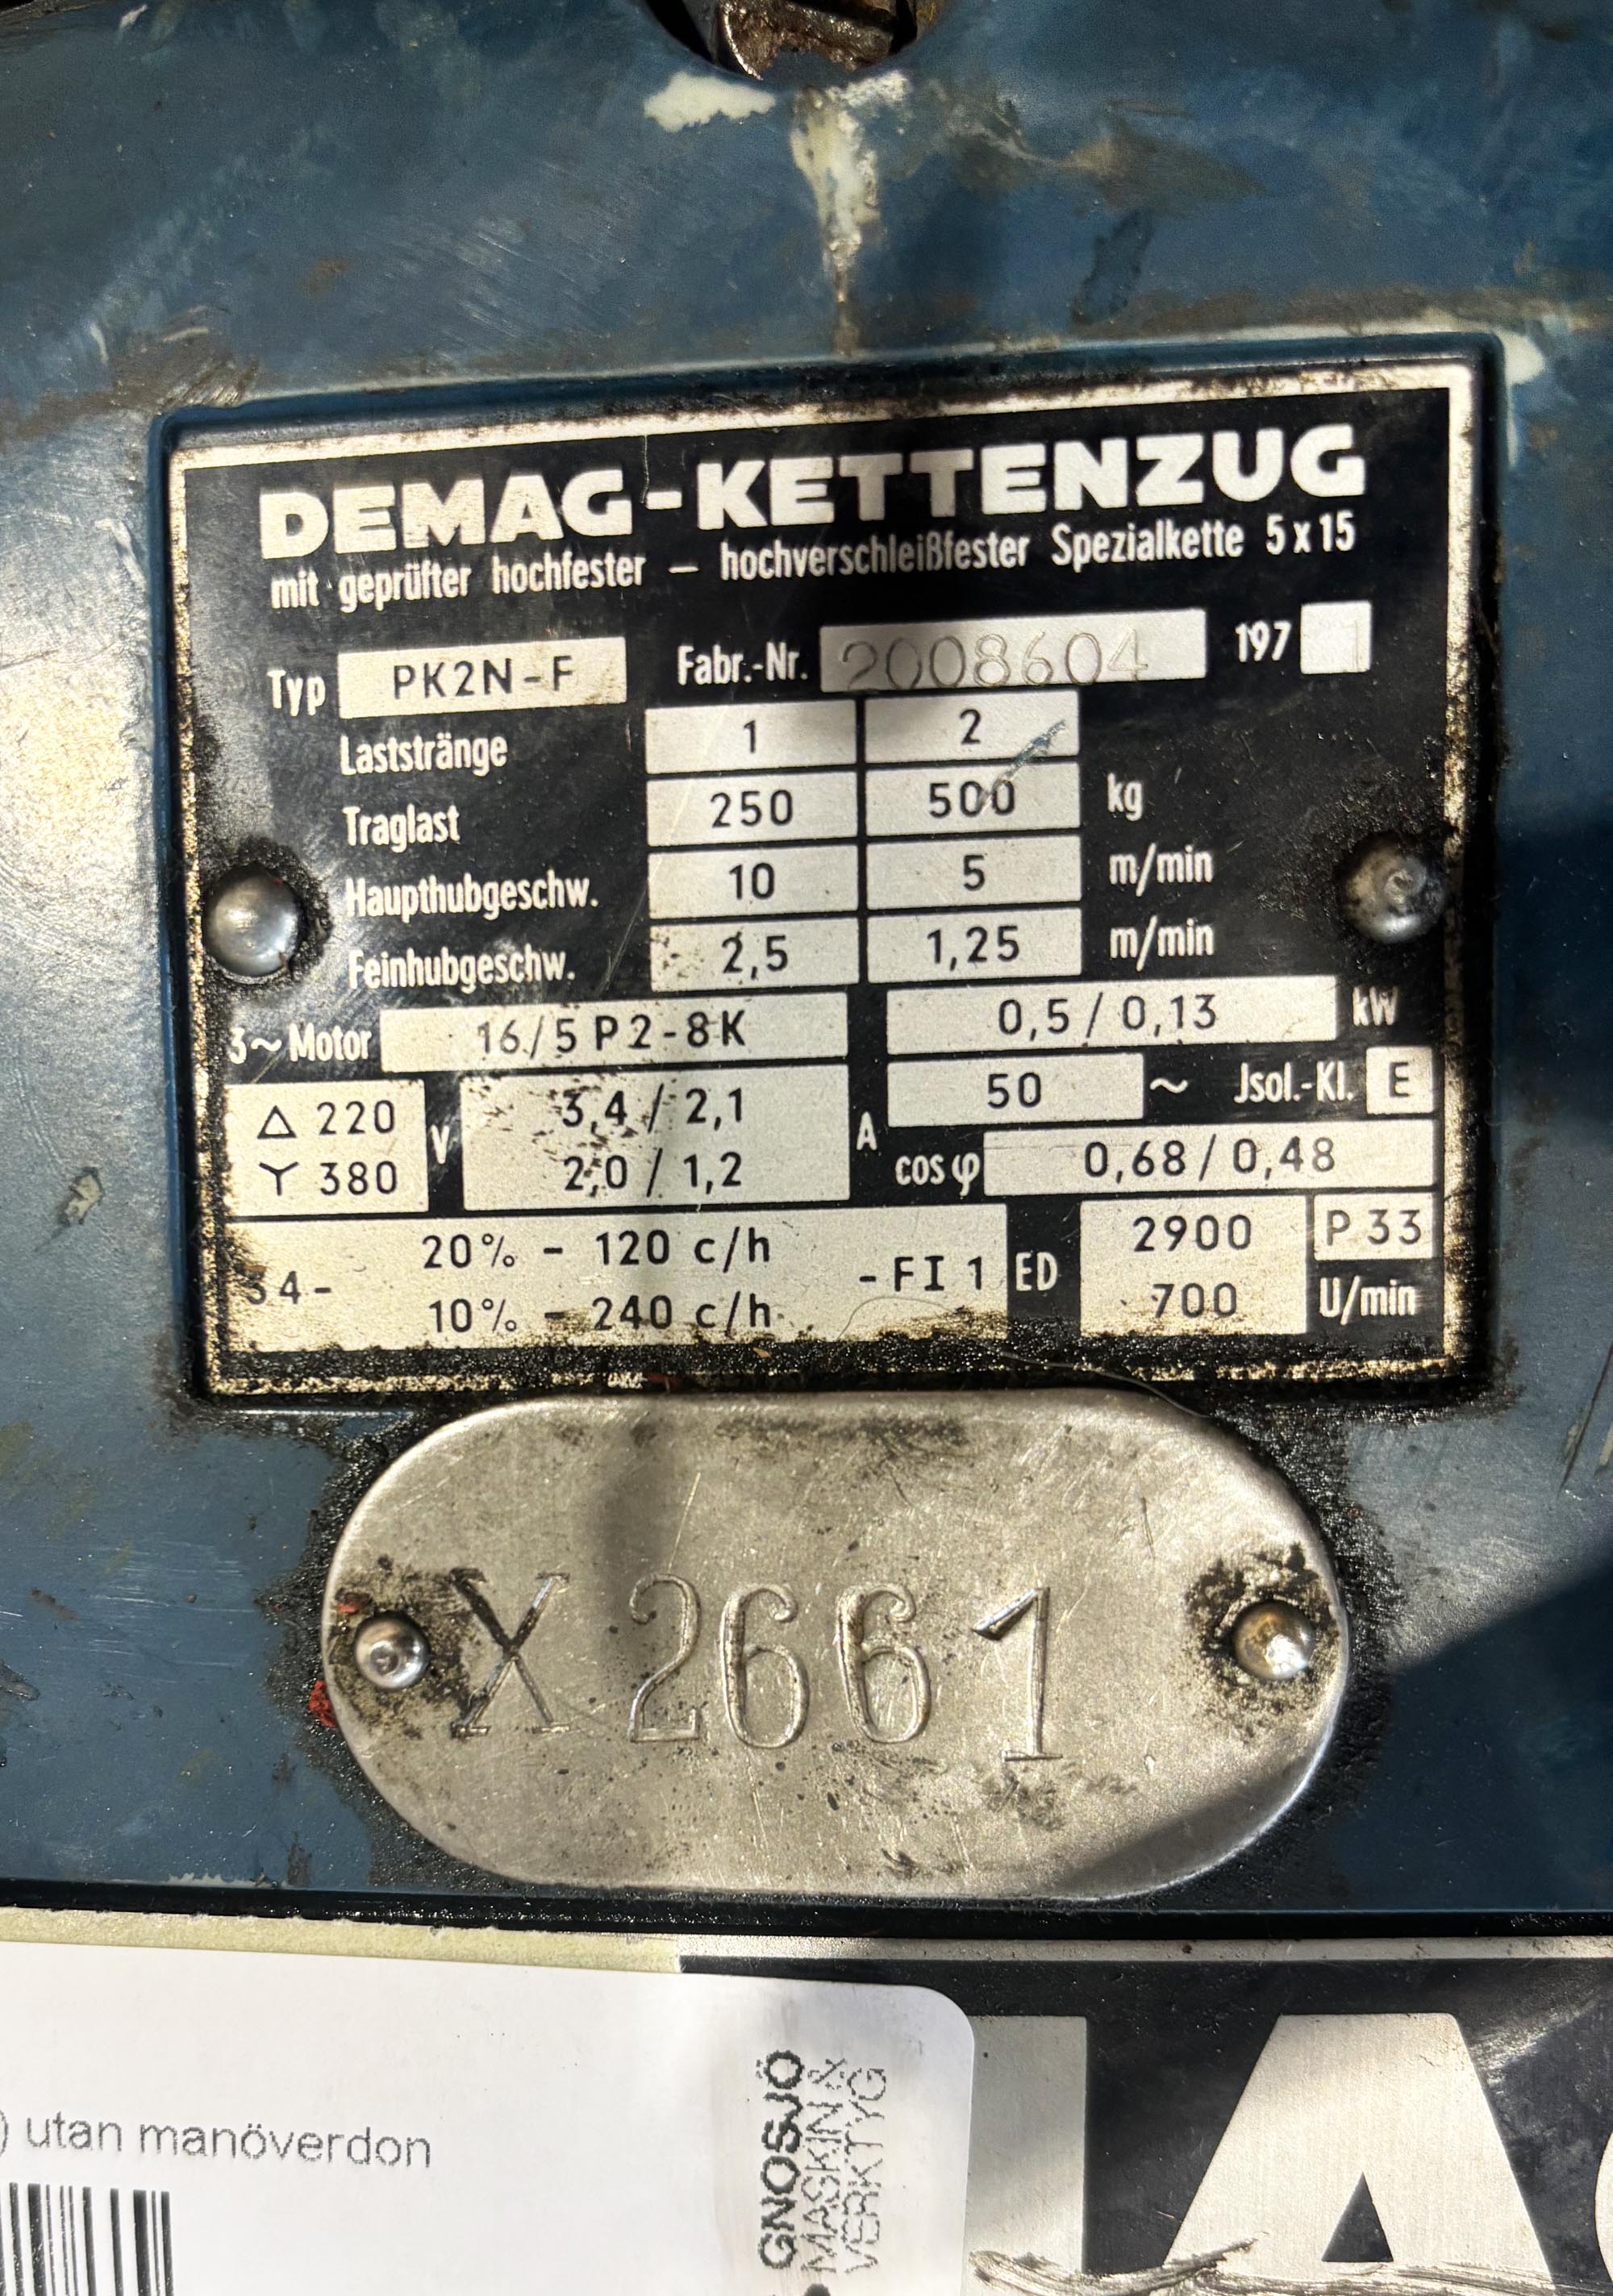 DEMAG-KETTENZUG
mit geprüfter hochfester – hochverschleißfester Spezialkette 5 x 15
Typ PK2N-F Fabr.-Nr. 2008604 197 1
Laststränge 1 2
Traglast 250 500 kg
Haupthubgeschw. 10 5 m/min
Feinhubgeschw. 2,5 1,25 m/min
3~ Motor 16/5 P 2-8 K 0,5 / 0,13 kW
△ 220 V 3,4 / 2,1 A 50 ~ Jsol.-Kl. E
Y 380 2,0 / 1,2 cos φ 0,68 / 0,48
34- 20% - 120 c/h -FI 1 ED 2900 P 33
10% - 240 c/h 700 U/min
X 2661
) utan manöverdon
GNOSJÖ
MASKIN &
VERKTYG